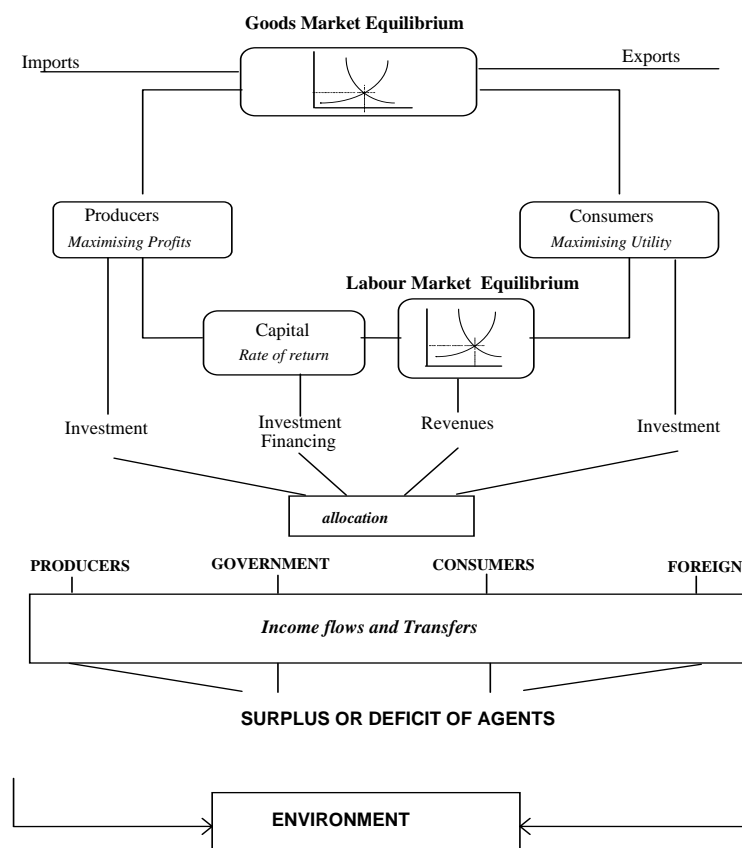 Goods Market Equilibrium
Imports
Exports
Producers
Maximising Profits
Consumers
Maximising Utility
Labour Market Equilibrium
Capital
Rate of return
Investment
Investment
Financing
Revenues
Investment
allocation
PRODUCERS
GOVERNMENT
CONSUMERS
FOREIGN
Income flows and Transfers
SURPLUS OR DEFICIT OF AGENTS
ENVIRONMENT